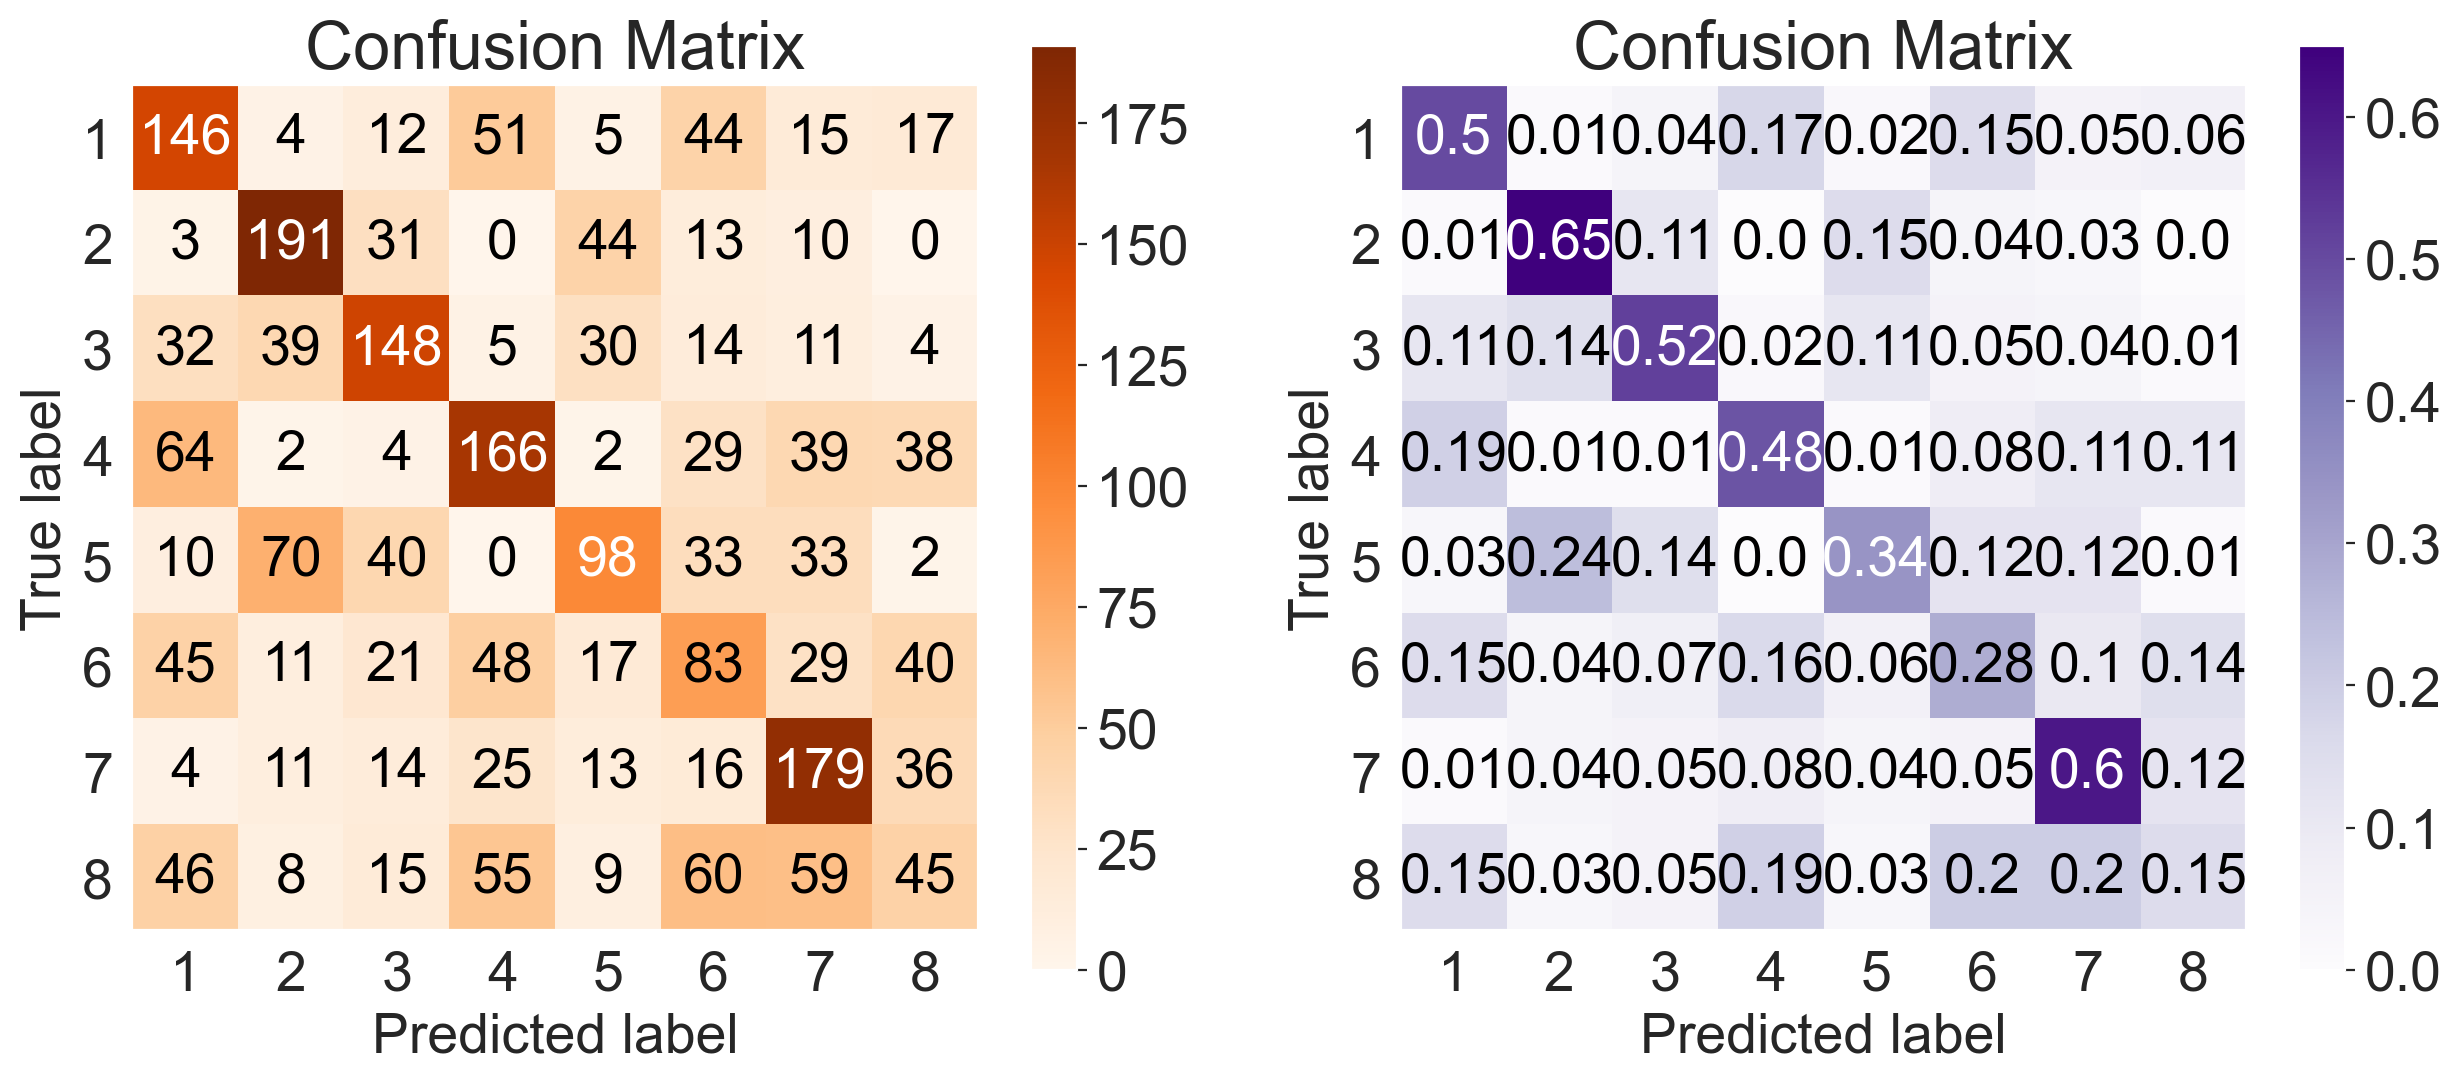 Confusion Matrix
1 146 4 12 51 5 44 15 17
2 3 191 31 0 44 13 10 0
3 32 39 148 5 30 14 11 4
4 64 2 4 166 2 29 39 38
5 10 70 40 0 98 33 33 2
6 45 11 21 48 17 83 29 40
7 4 11 14 25 13 16 179 36
8 46 8 15 55 9 60 59 45
1 2 3 4 5 6 7 8
Predicted label
True label
175
150
125
100
75
50
25
0
Confusion Matrix
1 0.5 0.01 0.04 0.17 0.02 0.15 0.05 0.06
2 0.01 0.65 0.11 0.0 0.15 0.04 0.03 0.0
3 0.11 0.14 0.52 0.02 0.11 0.05 0.04 0.01
4 0.19 0.01 0.01 0.48 0.01 0.08 0.11 0.11
5 0.03 0.24 0.14 0.0 0.34 0.12 0.12 0.01
6 0.15 0.04 0.07 0.16 0.06 0.28 0.1 0.14
7 0.01 0.04 0.05 0.08 0.04 0.05 0.6 0.12
8 0.15 0.03 0.05 0.19 0.03 0.2 0.2 0.15
1 2 3 4 5 6 7 8
Predicted label
True label
0.6
0.5
0.4
0.3
0.2
0.1
0.0